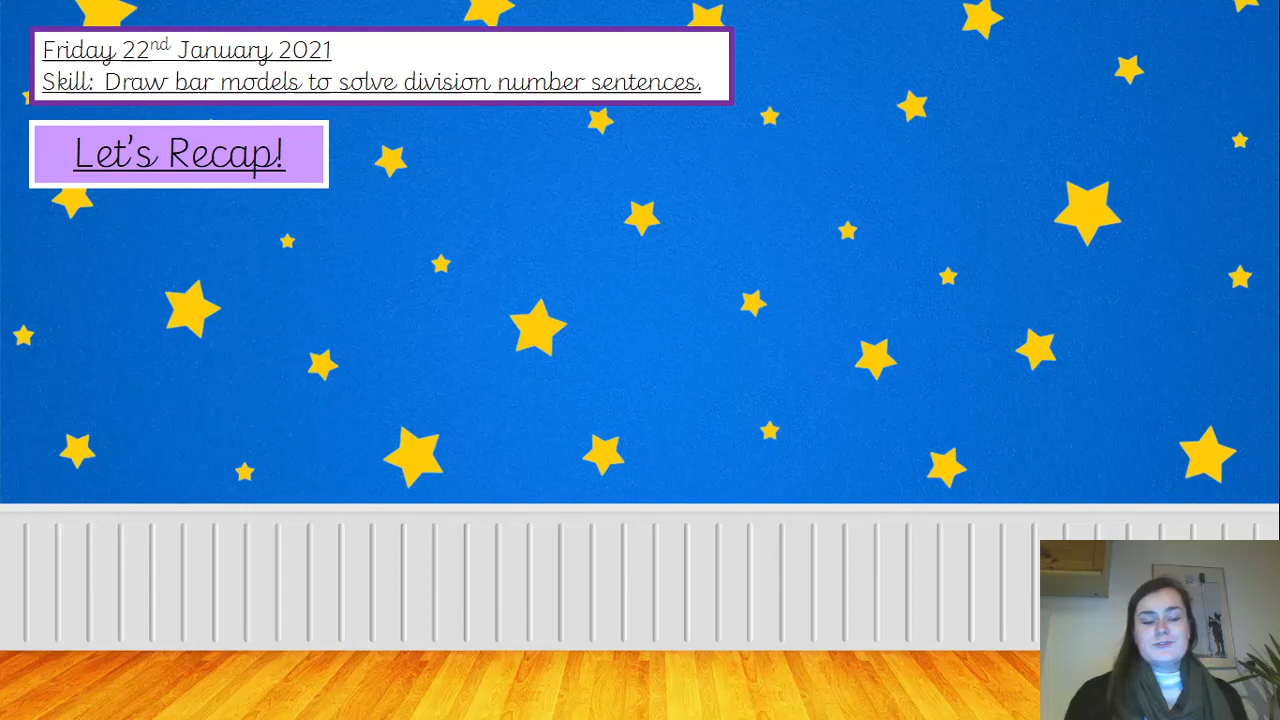 Friday 22nd January 2021
Skill: Draw bar models to solve division number sentences.
Let's Recap!